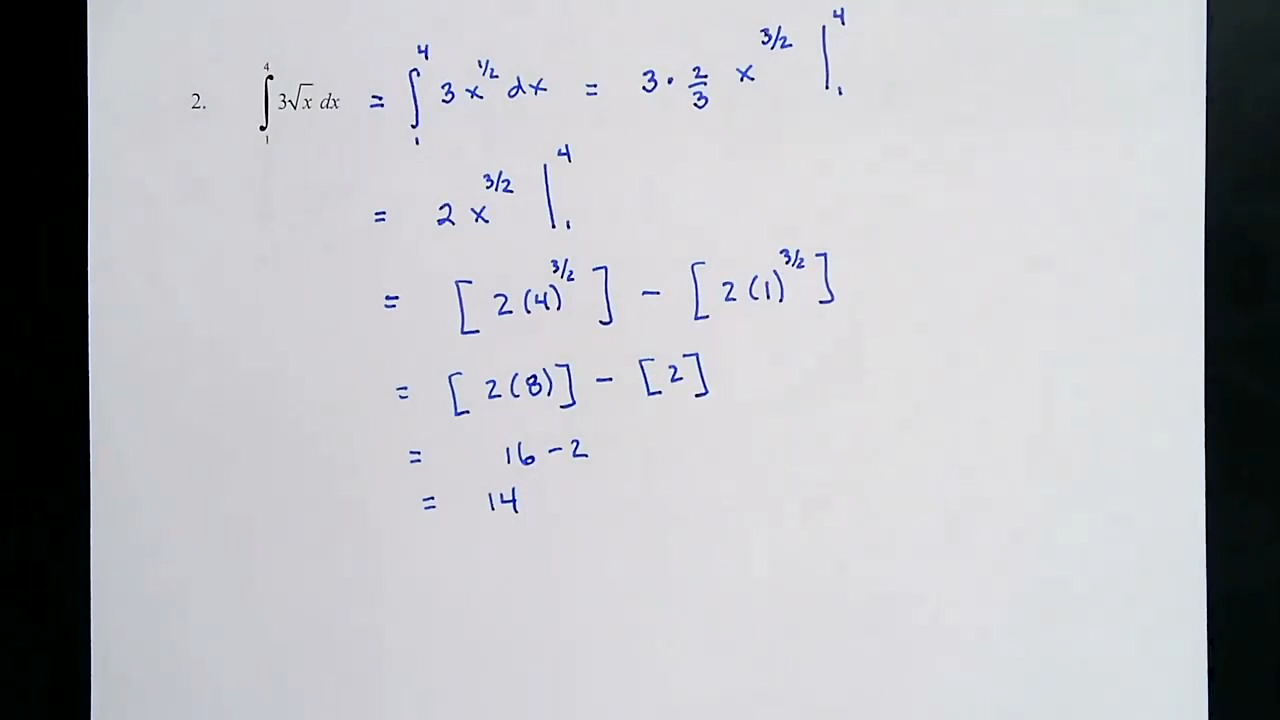 2. ∫₁⁴ 3√x dx = ∫₁⁴ 3x^{1/2} dx = 3 · 2/3 x^{3/2} |₁⁴
= 2x^{3/2} |₁⁴
= [2(4)^{3/2}] - [2(1)^{3/2}]
= [2(8)] - [2]
= 16 - 2
= 14